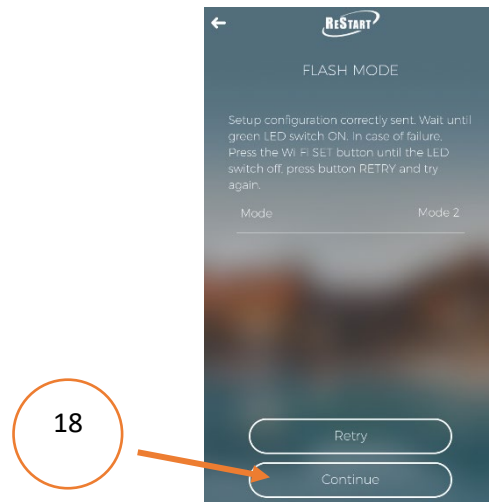 ReStart
FLASH MODE
Setup configuration correctly sent. Wait until
green LED switch ON. In case of failure.
Press the WI FI SET button until the LED
switch off, press button RETRY and try
again.
Mode Mode 2
Retry
18
Continue